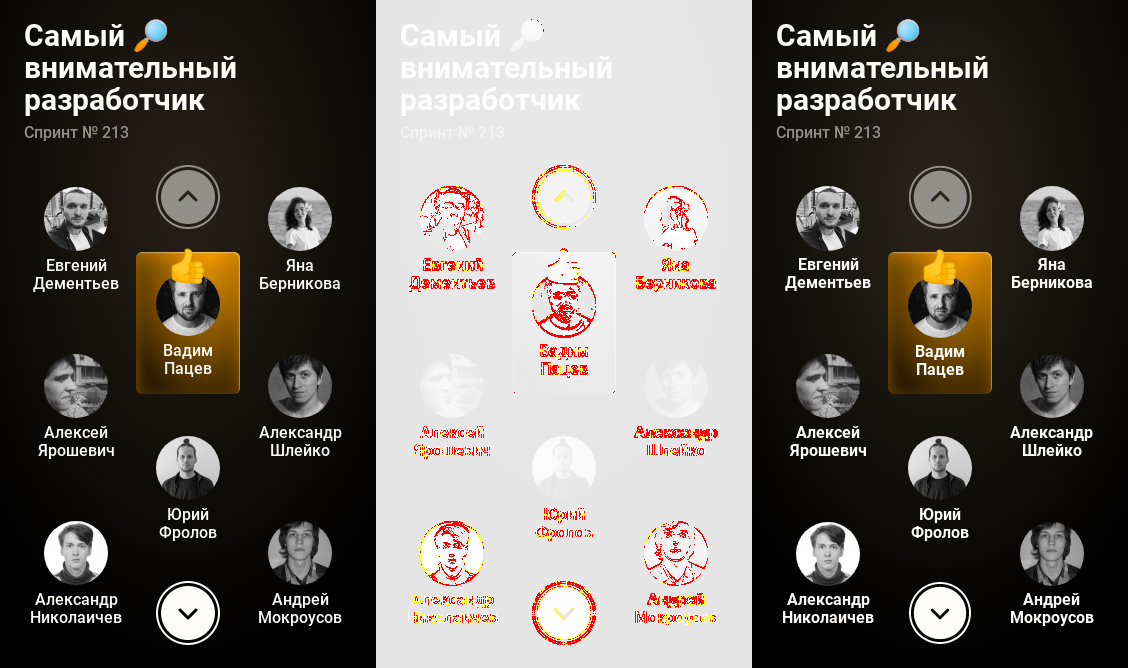 Самый 🔎
внимательный
разработчик
Спринт № 213
Евгений
Дементьев
Яна
Берникова
Вадим
Пацев
Алексей
Ярошевич
Александр
Шлейко
Юрий
Фролов
Александр
Николаичев
Андрей
Мокроусов
Самый 🔎
внимательный
разработчик
Спринт № 213
Евгений
Дементьев
Яна
Берникова
Вадим
Пацев
Алексей
Ярошевич
Александр
Шлейко
Юрий
Фролов
Александр
Николаичев
Андрей
Мокроусов
Самый 🔎
внимательный
разработчик
Спринт № 213
Евгений
Дементьев
Яна
Берникова
Вадим
Пацев
Алексей
Ярошевич
Александр
Шлейко
Юрий
Фролов
Александр
Николаичев
Андрей
Мокроусов